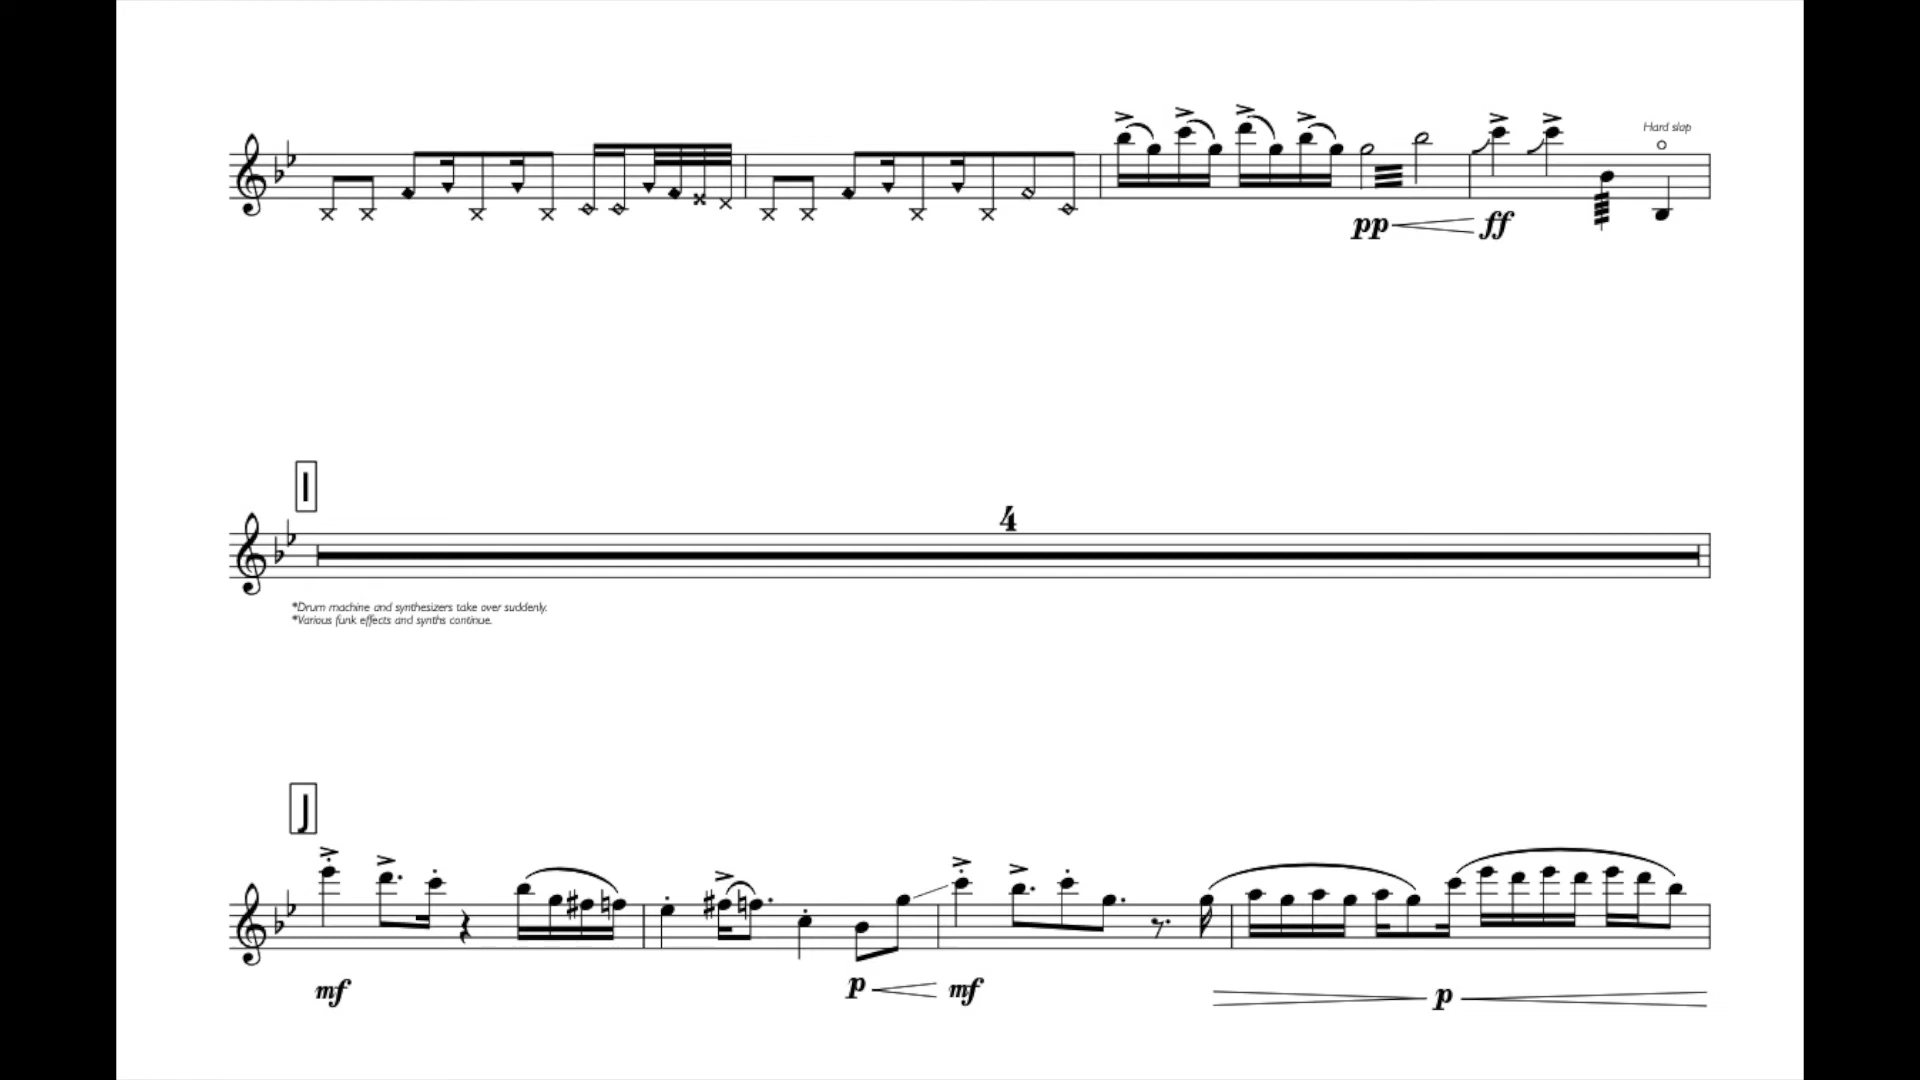 Hard slap
pp ff
I
4
*Drum machine and synthesizers take over suddenly.
*Various funk effects and synths continue.
J
mf p mf p